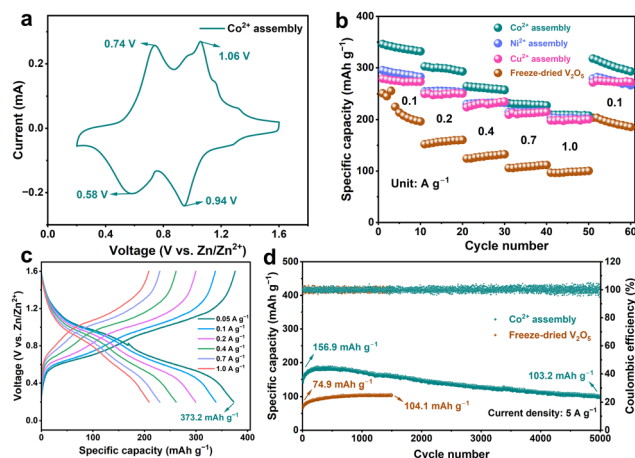 a
Co²⁺ assembly
0.74 V
1.06 V
0.58 V
0.94 V
0.2
0.0
−0.2
Current (mA)
0.0 0.4 0.8 1.2 1.6
Voltage (V vs. Zn/Zn²⁺)
b
Co²⁺ assembly
Ni²⁺ assembly
Cu²⁺ assembly
Freeze-dried V₂O₅
0.1
0.2
0.4
0.7
1.0
0.1
Unit: A g⁻¹
400
300
200
100
0
Specific capacity (mAh g⁻¹)
0 10 20 30 40 50 60
Cycle number
c
0.05 A g⁻¹
0.1 A g⁻¹
0.2 A g⁻¹
0.4 A g⁻¹
0.7 A g⁻¹
1.0 A g⁻¹
373.2 mAh g⁻¹
1.6
1.2
0.8
0.4
0.0
Voltage (V vs. Zn/Zn²⁺)
0 100 200 300 400
Specific capacity (mAh g⁻¹)
d
Co²⁺ assembly
Freeze-dried V₂O₅
156.9 mAh g⁻¹
74.9 mAh g⁻¹
104.1 mAh g⁻¹
103.2 mAh g⁻¹
Current density: 5 A g⁻¹
500
400
300
200
100
0
Specific capacity (mAh g⁻¹)
120
100
80
60
40
20
0
Coulombic efficiency (%)
0 1000 2000 3000 4000 5000
Cycle number